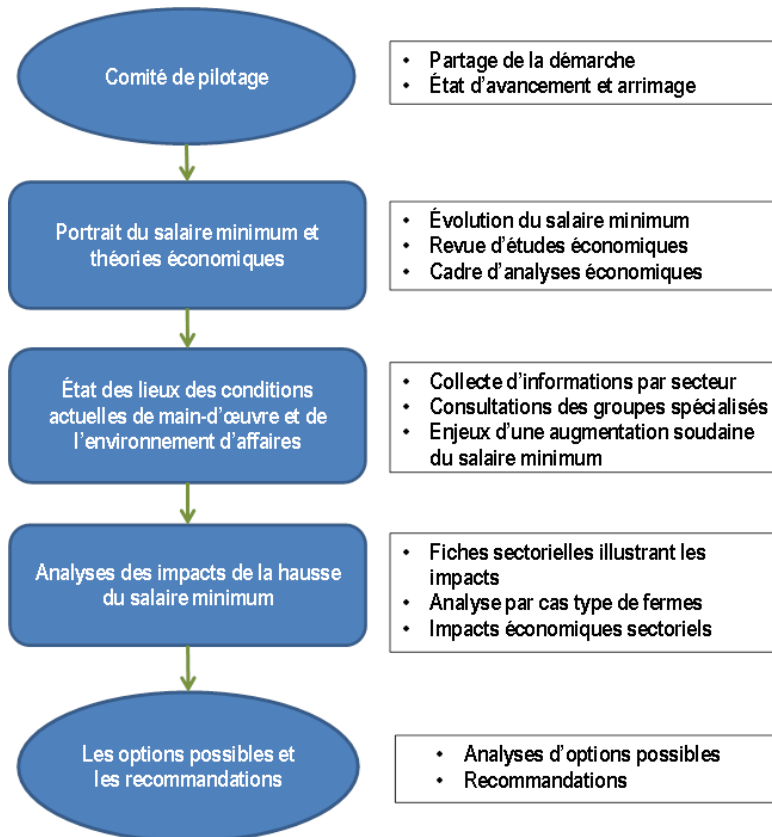 Comité de pilotage
• Partage de la démarche
• État d'avancement et arrimage
Portrait du salaire minimum et
théories économiques
• Évolution du salaire minimum
• Revue d'études économiques
• Cadre d'analyses économiques
État des lieux des conditions
actuelles de main-d'œuvre et de
l'environnement d'affaires
• Collecte d'informations par secteur
• Consultations des groupes spécialisés
• Enjeux d'une augmentation soudaine
du salaire minimum
Analyses des impacts de la hausse
du salaire minimum
• Fiches sectorielles illustrant les
impacts
• Analyse par cas type de fermes
• Impacts économiques sectoriels
Les options possibles et
les recommandations
• Analyses d'options possibles
• Recommandations